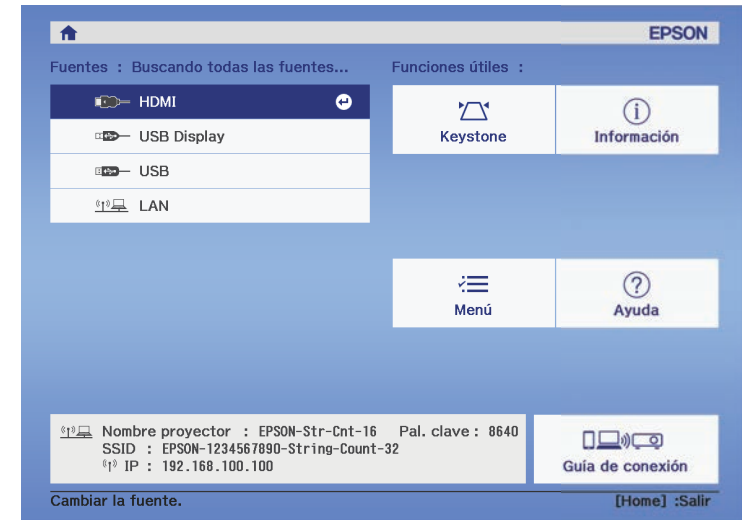 EPSON
Fuentes : Buscando todas las fuentes...
HDMI
USB Display
USB
LAN
Funciones útiles :
Keystone
Información
Menú
Ayuda
Nombre proyector : EPSON-Str-Cnt-16 Pal. clave : 8640
SSID : EPSON-1234567890-String-Count-32
IP : 192.168.100.100
Guía de conexión
Cambiar la fuente.
[Home] :Salir